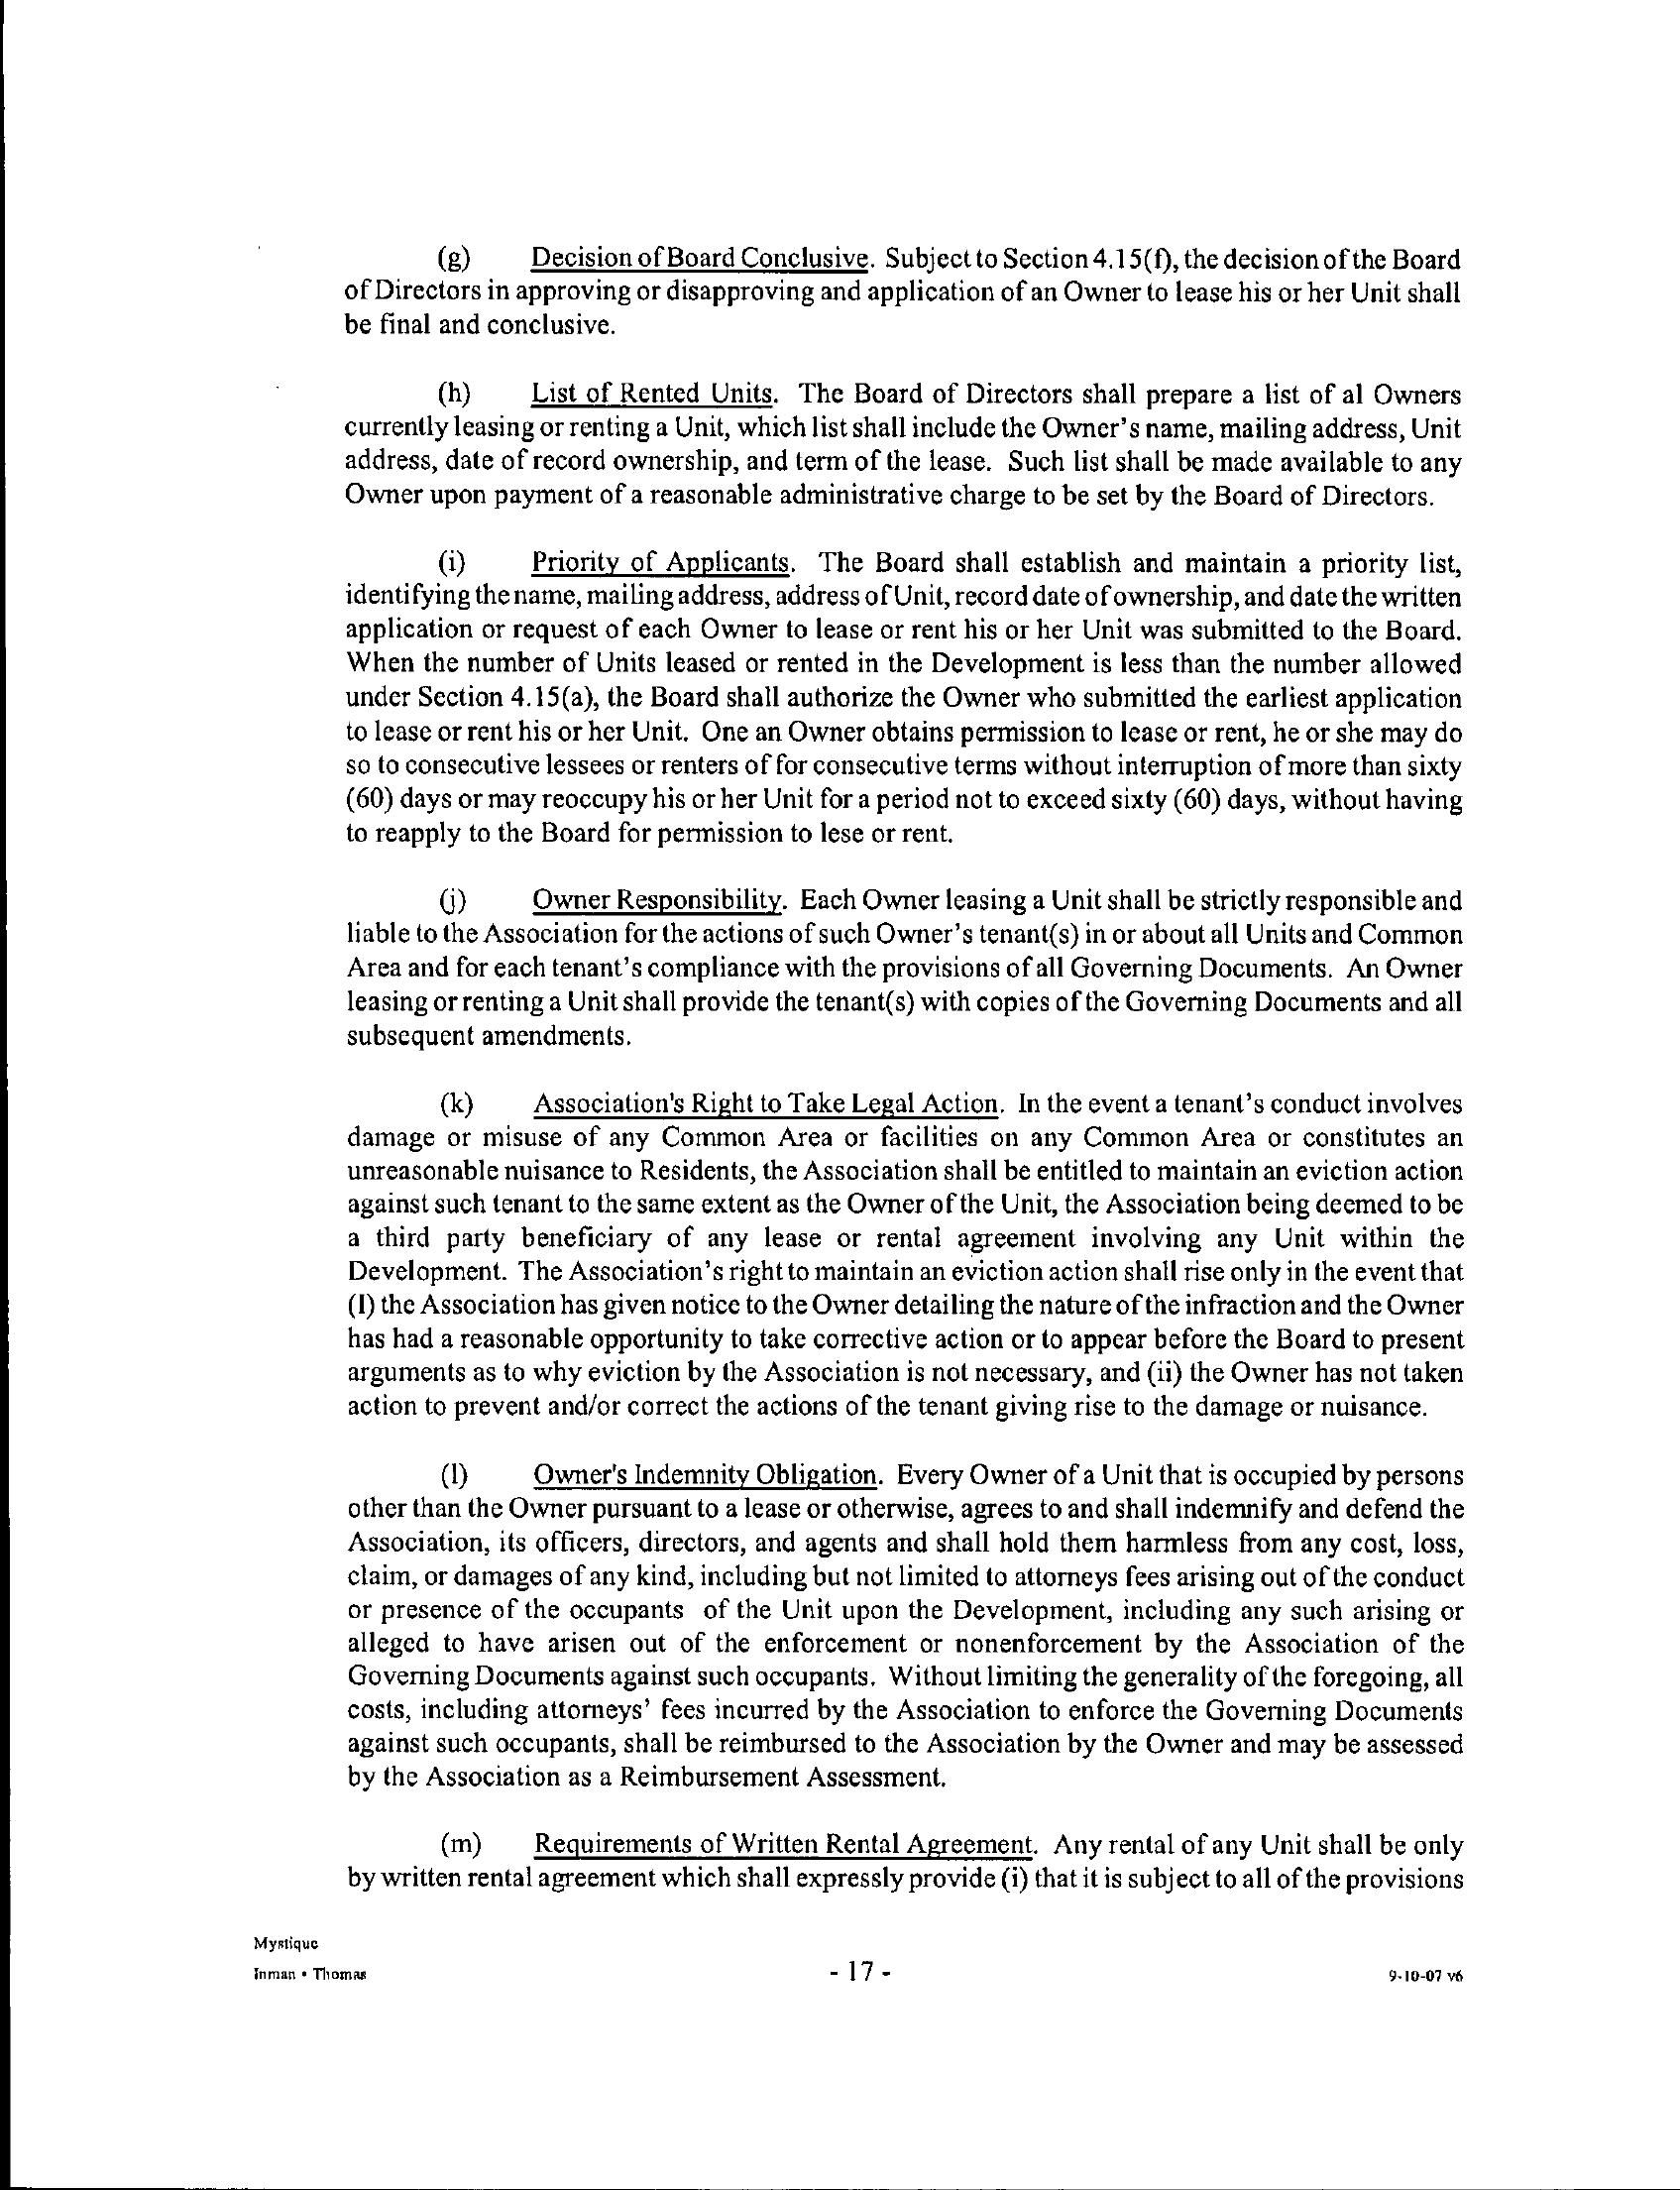 (g) Decision of Board Conclusive. Subject to Section 4.15(f), the decision of the Board
of Directors in approving or disapproving and application of an Owner to lease his or her Unit shall
be final and conclusive.
(h) List of Rented Units. The Board of Directors shall prepare a list of al Owners
currently leasing or renting a Unit, which list shall include the Owner's name, mailing address, Unit
address, date of record ownership, and term of the lease. Such list shall be made available to any
Owner upon payment of a reasonable administrative charge to be set by the Board of Directors.
(i) Priority of Applicants. The Board shall establish and maintain a priority list,
identifying the name, mailing address, address of Unit, record date of ownership, and date the written
application or request of each Owner to lease or rent his or her Unit was submitted to the Board.
When the number of Units leased or rented in the Development is less than the number allowed
under Section 4.15(a), the Board shall authorize the Owner who submitted the earliest application
to lease or rent his or her Unit. One an Owner obtains permission to lease or rent, he or she may do
so to consecutive lessees or renters of for consecutive terms without interruption of more than sixty
(60) days or may reoccupy his or her Unit for a period not to exceed sixty (60) days, without having
to reapply to the Board for permission to lese or rent.
(j) Owner Responsibility. Each Owner leasing a Unit shall be strictly responsible and
liable to the Association for the actions of such Owner's tenant(s) in or about all Units and Common
Area and for each tenant's compliance with the provisions of all Governing Documents. An Owner
leasing or renting a Unit shall provide the tenant(s) with copies of the Governing Documents and all
subsequent amendments.
(k) Association's Right to Take Legal Action. In the event a tenant's conduct involves
damage or misuse of any Common Area or facilities on any Common Area or constitutes an
unreasonable nuisance to Residents, the Association shall be entitled to maintain an eviction action
against such tenant to the same extent as the Owner of the Unit, the Association being deemed to be
a third party beneficiary of any lease or rental agreement involving any Unit within the
Development. The Association's right to maintain an eviction action shall rise only in the event that
(I) the Association has given notice to the Owner detailing the nature of the infraction and the Owner
has had a reasonable opportunity to take corrective action or to appear before the Board to present
arguments as to why eviction by the Association is not necessary, and (ii) the Owner has not taken
action to prevent and/or correct the actions of the tenant giving rise to the damage or nuisance.
(l) Owner's Indemnity Obligation. Every Owner of a Unit that is occupied by persons
other than the Owner pursuant to a lease or otherwise, agrees to and shall indemnify and defend the
Association, its officers, directors, and agents and shall hold them harmless from any cost, loss,
claim, or damages of any kind, including but not limited to attorneys fees arising out of the conduct
or presence of the occupants of the Unit upon the Development, including any such arising or
alleged to have arisen out of the enforcement or nonenforcement by the Association of the
Governing Documents against such occupants. Without limiting the generality of the foregoing, all
costs, including attorneys' fees incurred by the Association to enforce the Governing Documents
against such occupants, shall be reimbursed to the Association by the Owner and may be assessed
by the Association as a Reimbursement Assessment.
(m) Requirements of Written Rental Agreement. Any rental of any Unit shall be only
by written rental agreement which shall expressly provide (i) that it is subject to all of the provisions
Mystique
Inman • Thomas
- 17 -
9-10-07 v6